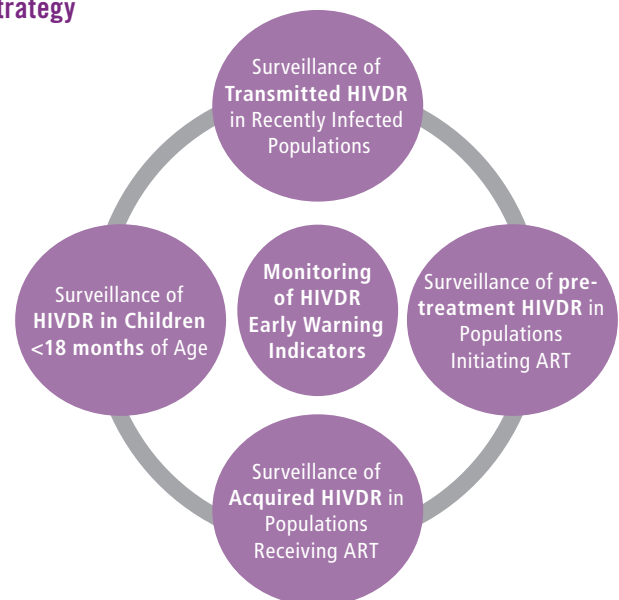 trategy
Surveillance of
Transmitted HIVDR
in Recently Infected
Populations
Surveillance of
HIVDR in Children
<18 months of Age
Monitoring
of HIVDR
Early Warning
Indicators
Surveillance of pre-
treatment HIVDR in
Populations
Initiating ART
Surveillance of
Acquired HIVDR in
Populations
Receiving ART